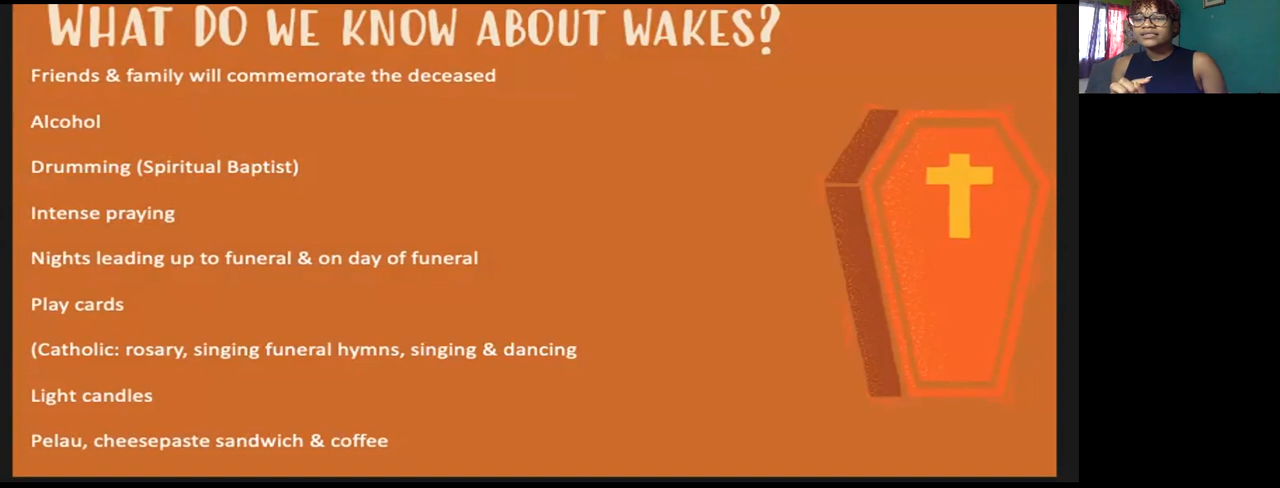 WHAT DO WE KNOW ABOUT WAKES?
Friends & family will commemorate the deceased
Alcohol
Drumming (Spiritual Baptist)
Intense praying
Nights leading up to funeral & on day of funeral
Play cards
(Catholic: rosary, singing funeral hymns, singing & dancing
Light candles
Pelau, cheesepaste sandwich & coffee